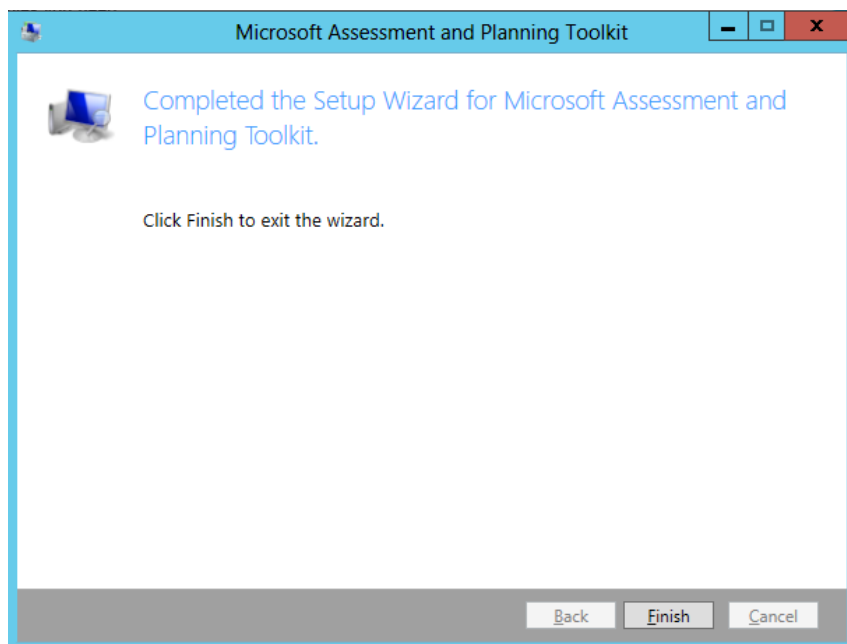 Microsoft Assessment and Planning Toolkit
x
Completed the Setup Wizard for Microsoft Assessment and
Planning Toolkit.
Click Finish to exit the wizard.
Back Finish Cancel